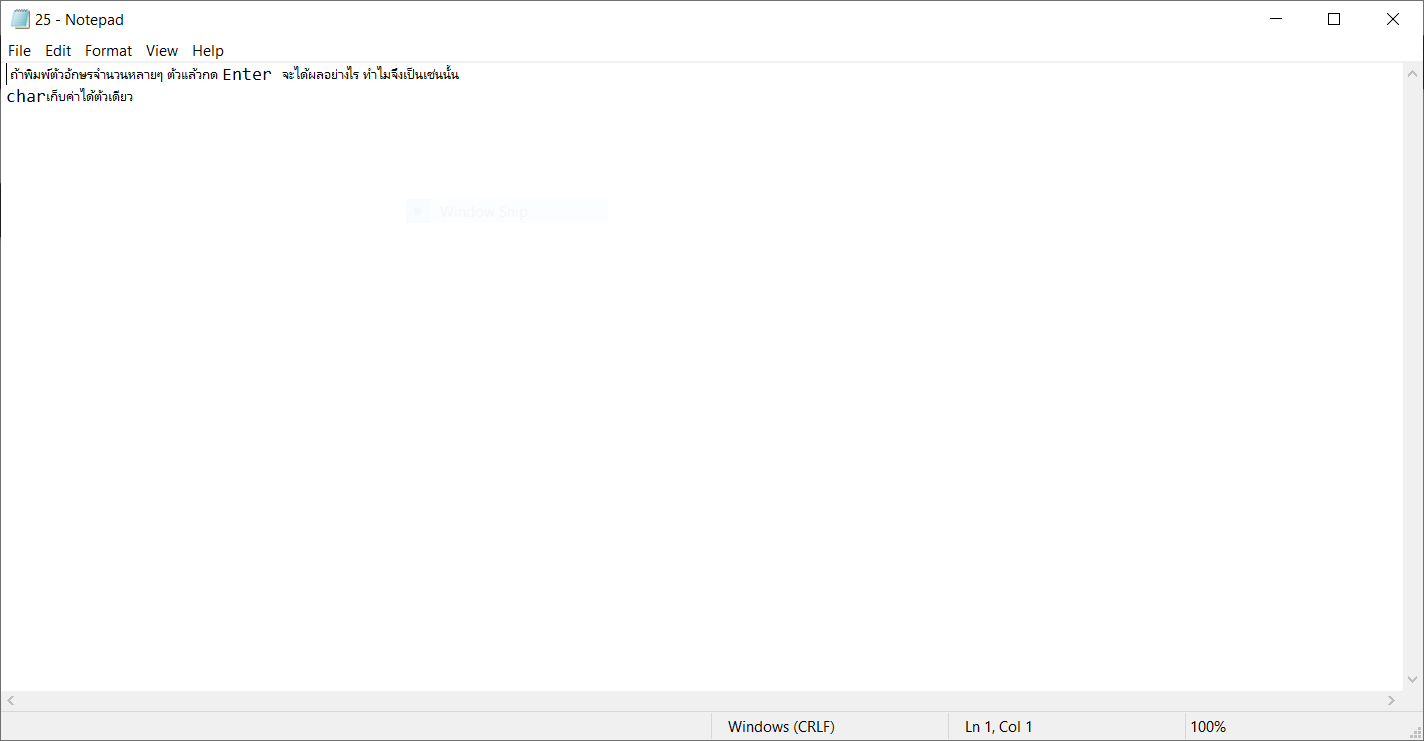 25 - Notepad
File Edit Format View Help
ถ้าพิมพ์ตัวอักษรจำนวนหลายๆ ตัวแล้วกด Enter จะได้ผลอย่างไร ทำไมจึงเป็นเช่นนั้น
charเก็บค่าได้ตัวเดียว
Window Snip
Windows (CRLF) Ln 1, Col 1 100%